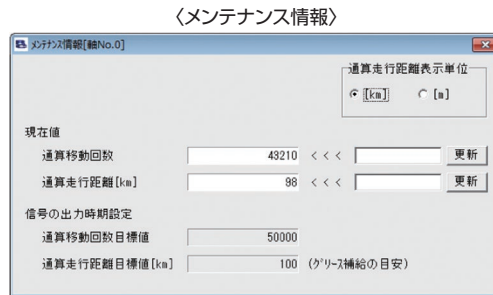 〈メンテナンス情報〉
ﾒﾝﾃﾅﾝｽ情報[軸No.0]
通算走行距離表示単位
[km] [m]
現在値
通算移動回数 43210 <<< 更新
通算走行距離[km] 98 <<< 更新
信号の出力時期設定
通算移動回数目標値 50000
通算走行距離目標値[km] 100 (ｸﾞﾘｰｽ補給の目安)